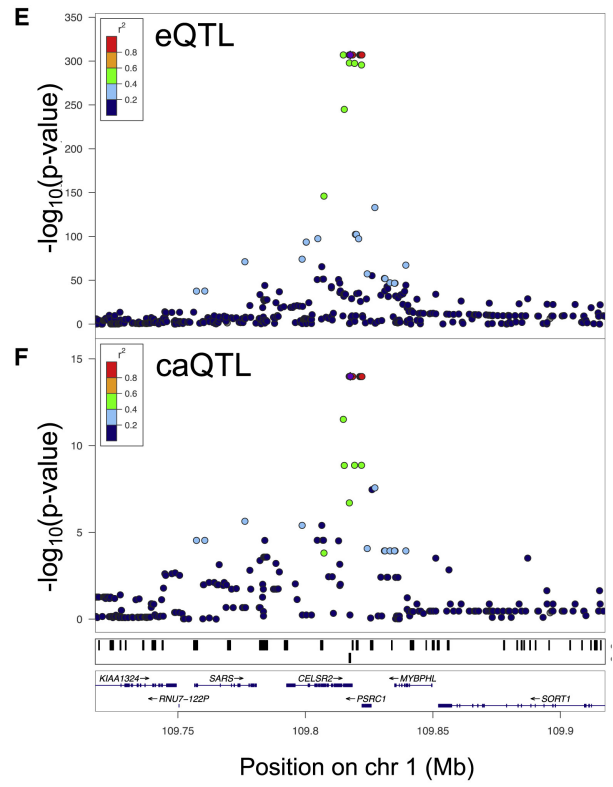 E
eQTL
r2
0.8
0.6
0.4
0.2
350
300
250
200
150
100
50
0
-log10(p-value)
F
caQTL
r2
0.8
0.6
0.4
0.2
15
10
5
0
-log10(p-value)
KIAA1324→ SARS→ CELSR2→ ←MYBPHL
←RNU7−122P ←PSRC1 ←SORT1
109.75 109.8 109.85 109.9
Position on chr 1 (Mb)